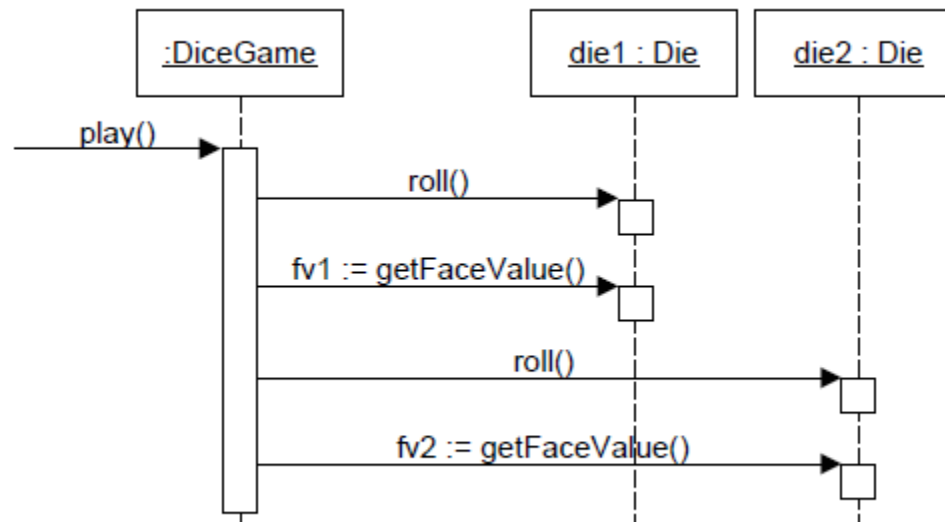 :DiceGame
die1 : Die
die2 : Die
play()
roll()
fv1 := getFaceValue()
roll()
fv2 := getFaceValue()